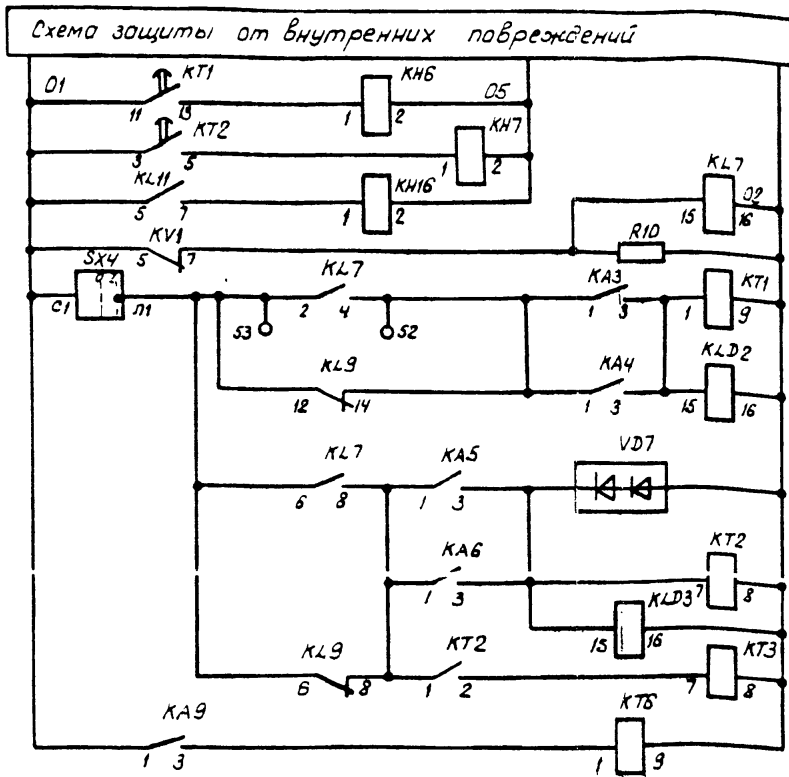 Схема защиты от внутренних повреждений
01 KT1 KH6 05
11 13 1 2
KT2 KH7
3 5 1 2
KL11 KH16 KL7
5 7 1 2 15 02 16
KV1 R10
5 7
SX4 KL7 KA3 KT1
C1 Л1 2 4 1 3 1 9
53 52
KL9 KA4 KLD2
12 14 1 3 15 16
KL7 KA5 VD7
6 8 1 3
KA6 KT2
1 3 7 8
KLD3
15 16
KL9 KT2 KT3
6 8 1 2 7 8
KA9 KT6
1 3 1 9